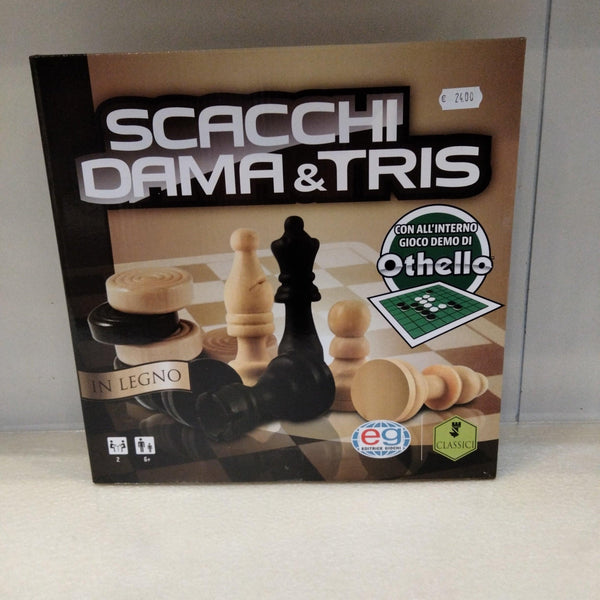 € 24.00
SCACCHI
DAMA & TRIS
CON ALL'INTERNO
GIOCO DEMO DI
Othello
IN LEGNO
2
6+
eg
EDITRICE GIOCHI
CLASSICI